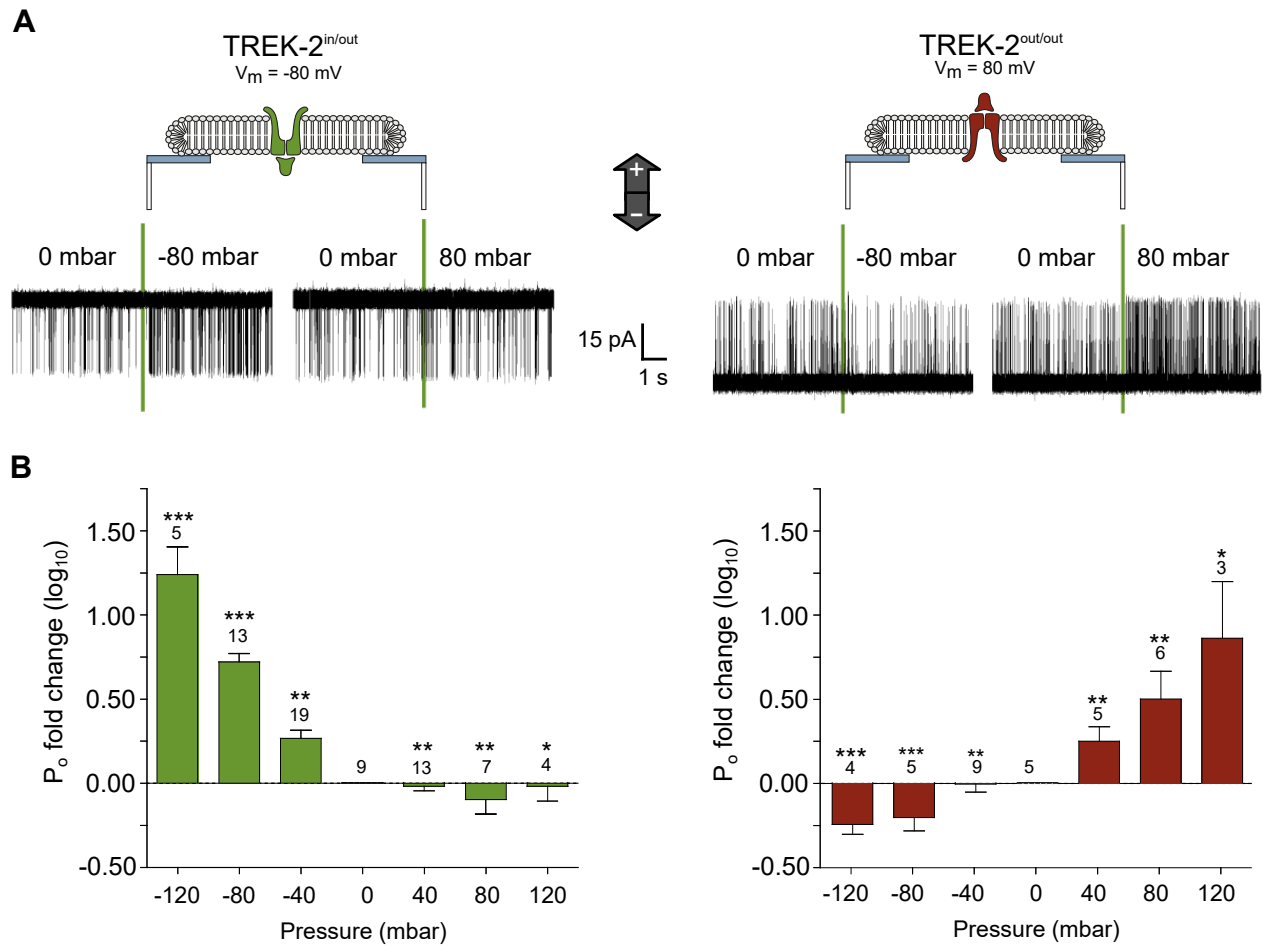 A
TREK-2in/out
Vm = -80 mV
TREK-2out/out
Vm = 80 mV
+
−
0 mbar -80 mbar 0 mbar 80 mbar
15 pA
1 s
0 mbar -80 mbar 0 mbar 80 mbar
B
Po fold change (log10)
1.50
1.00
0.50
0.00
-0.50
***
5
***
13
**
19
9
**
13
**
7
*
4
-120 -80 -40 0 40 80 120
Pressure (mbar)
Po fold change (log10)
1.50
1.00
0.50
0.00
-0.50
***
4
***
5
**
9
5
**
5
**
6
*
3
-120 -80 -40 0 40 80 120
Pressure (mbar)